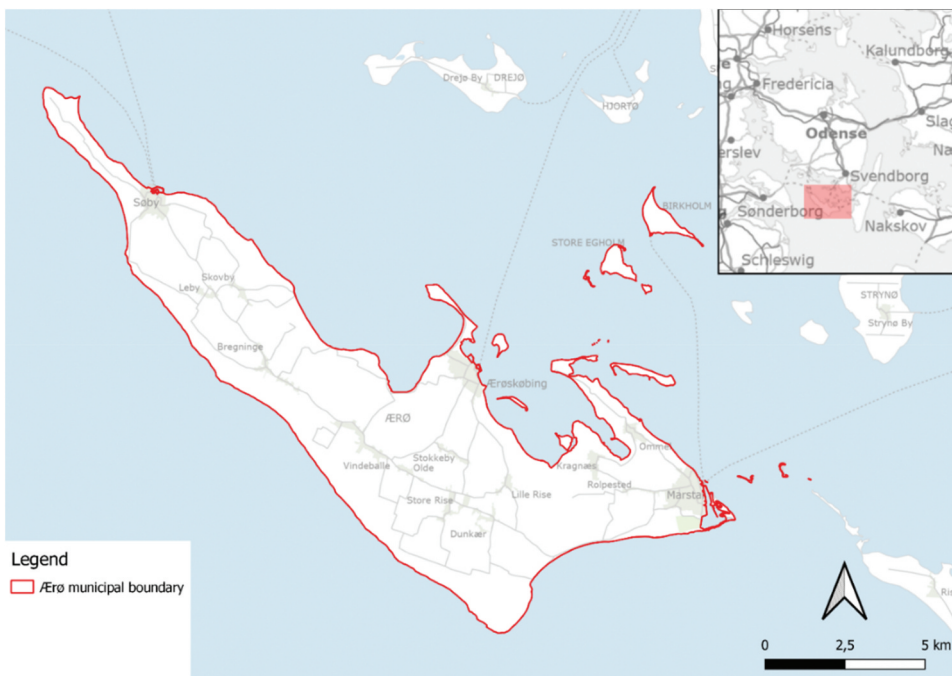 Horsens
Kalundborg
Fredericia
Odense
Slag
erslev
Svendborg
Sønderborg
Nakskov
Schleswig
Drejø By
DREJØ
HJORTØ
BIRKHOLM
STORE EGHOLM
STRYNØ
Strynø By
Søby
Skovby
Leby
Bregninge
Ærøskøbing
ÆRØ
Vindeballe
Stokkeby
Olde
Store Rise
Lille Rise
Dunkær
Kragnæs
Rolpested
Omme
Marsta
Ris
Legend
Ærø municipal boundary
0 2,5 5 km